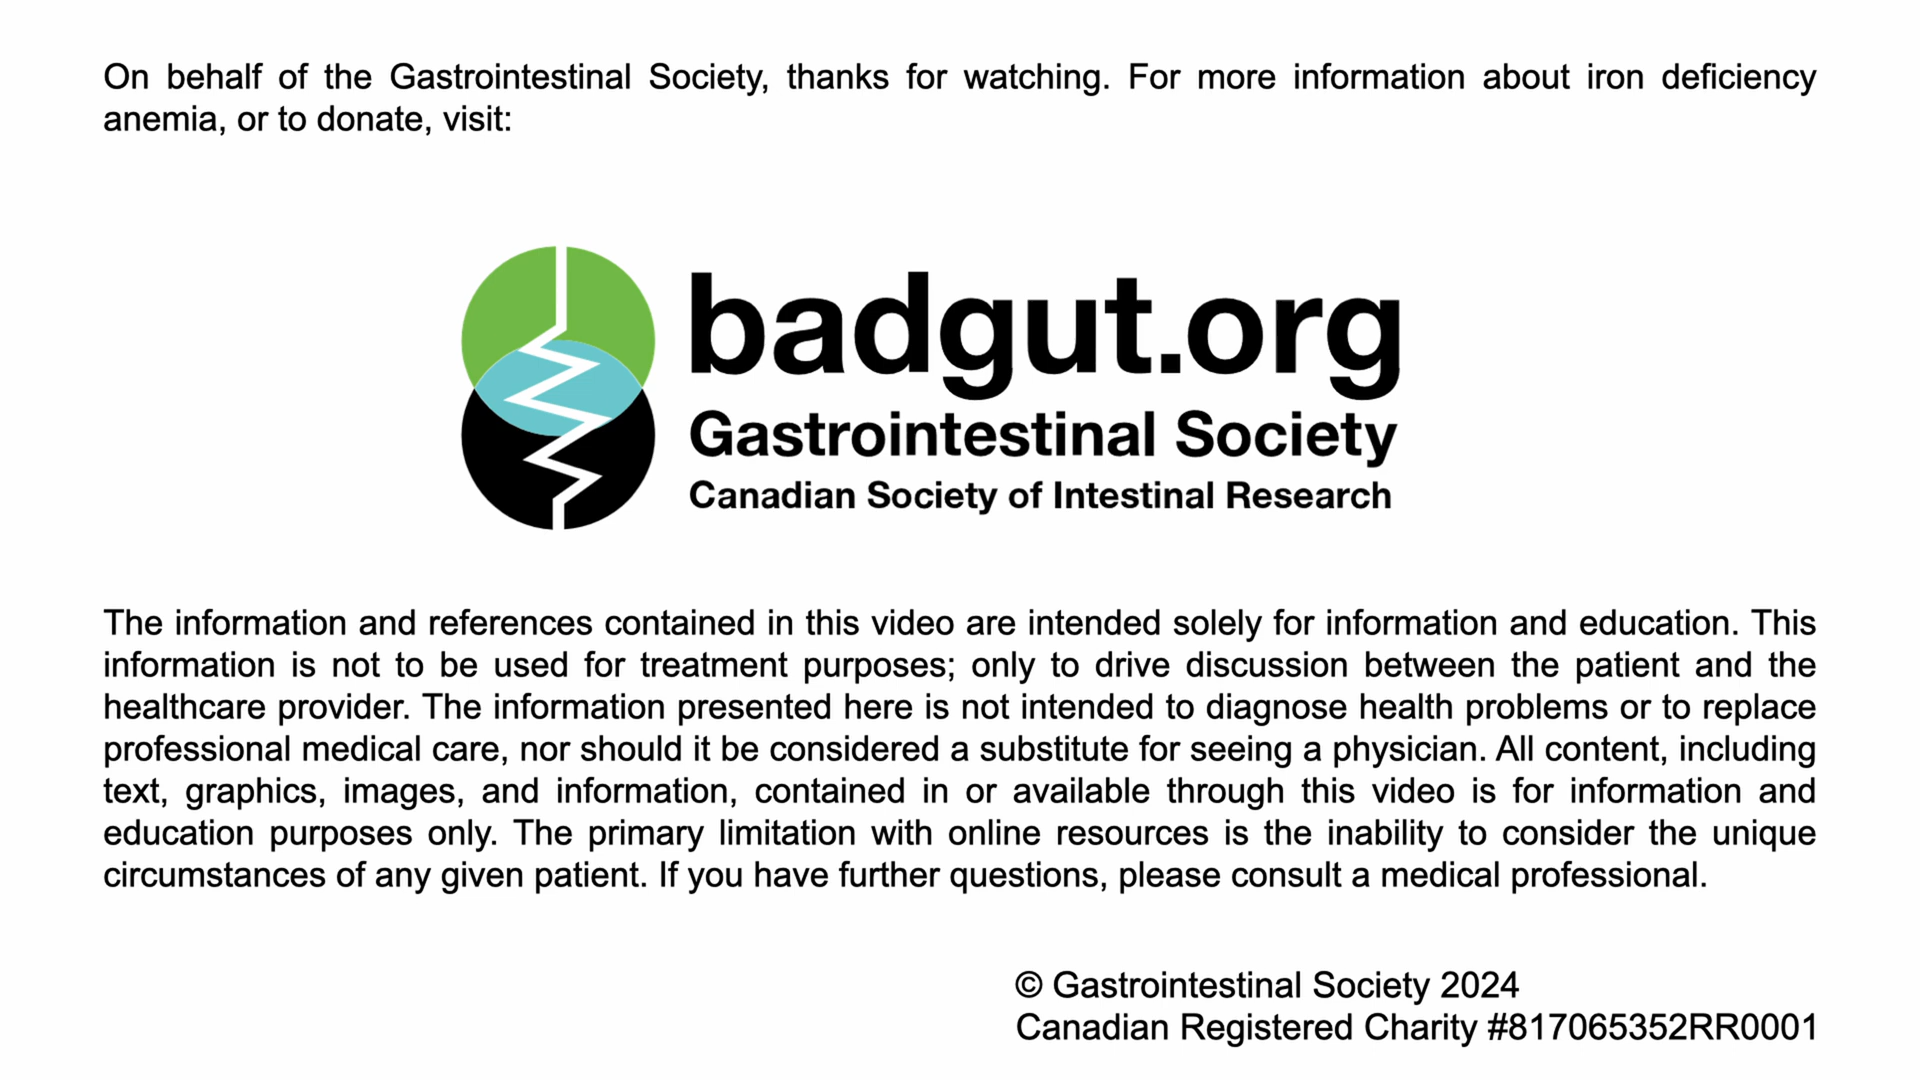 On behalf of the Gastrointestinal Society, thanks for watching. For more information about iron deficiency
anemia, or to donate, visit:
badgut.org
Gastrointestinal Society
Canadian Society of Intestinal Research
The information and references contained in this video are intended solely for information and education. This
information is not to be used for treatment purposes; only to drive discussion between the patient and the
healthcare provider. The information presented here is not intended to diagnose health problems or to replace
professional medical care, nor should it be considered a substitute for seeing a physician. All content, including
text, graphics, images, and information, contained in or available through this video is for information and
education purposes only. The primary limitation with online resources is the inability to consider the unique
circumstances of any given patient. If you have further questions, please consult a medical professional.
© Gastrointestinal Society 2024
Canadian Registered Charity #817065352RR0001